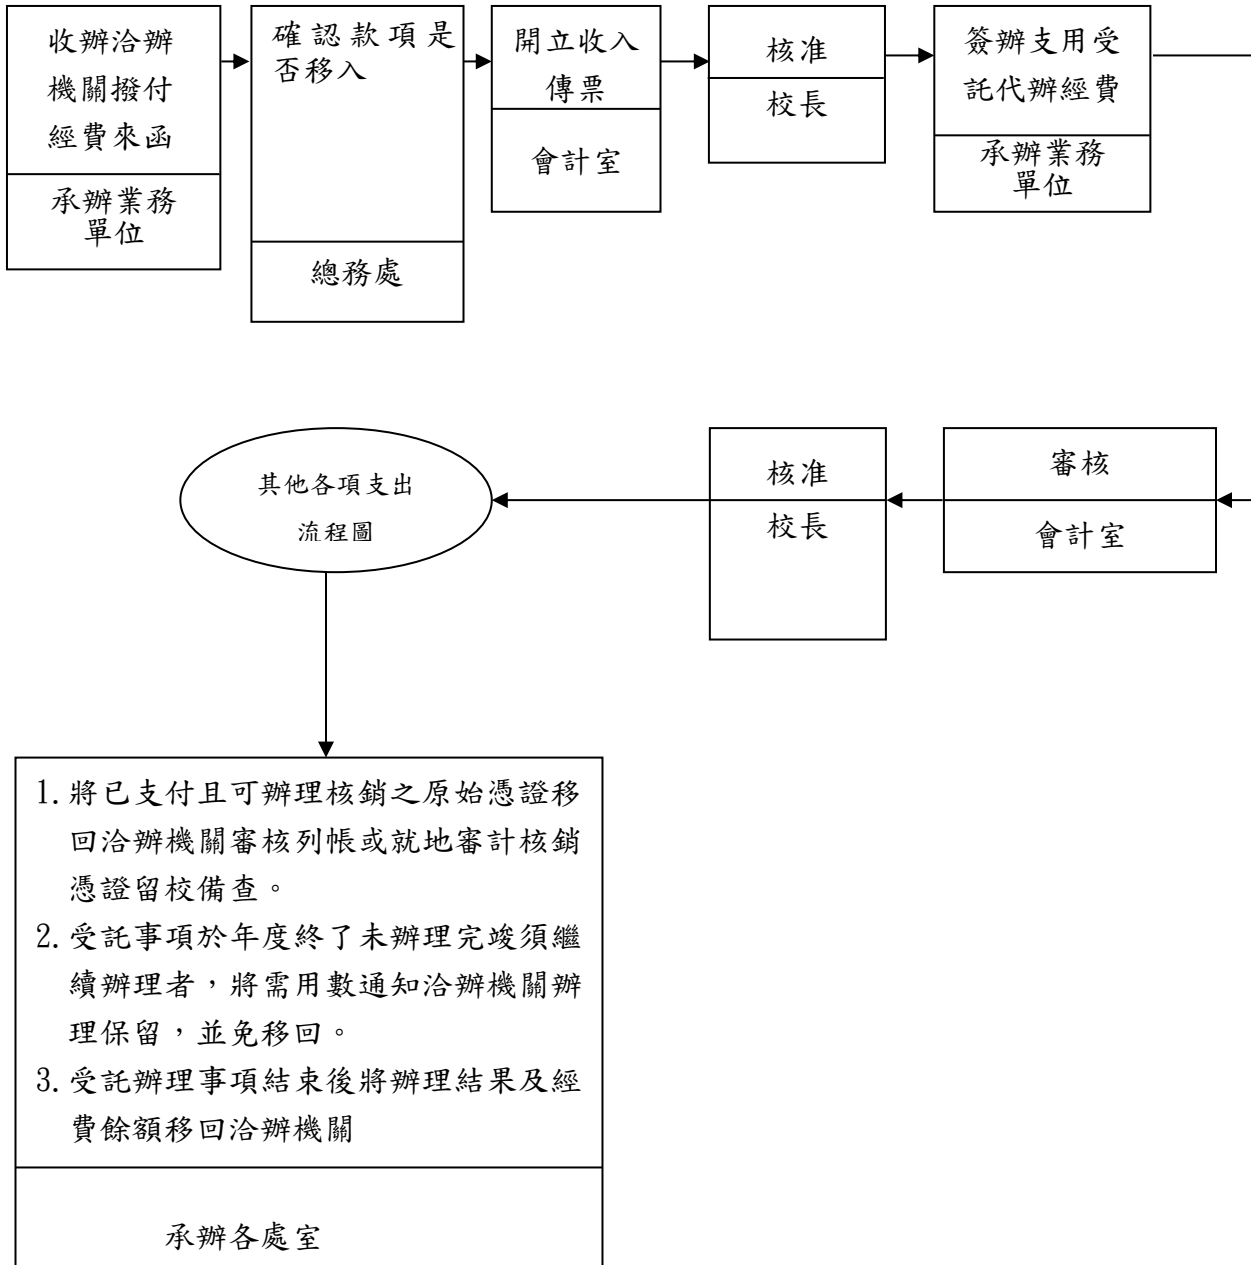 收辦洽辦
機關撥付
經費來函
承辦業務
單位
確認款項是
否移入
總務處
開立收入
傳票
會計室
核准
校長
簽辦支用受
託代辦經費
承辦業務
單位
審核
會計室
核准
校長
其他各項支出
流程圖
1. 將已支付且可辦理核銷之原始憑證移
回洽辦機關審核列帳或就地審計核銷
憑證留校備查。
2. 受託事項於年度終了未辦理完竣須繼
續辦理者，將需用數通知洽辦機關辦
理保留，並免移回。
3. 受託辦理事項結束後將辦理結果及經
費餘額移回洽辦機關
承辦各處室